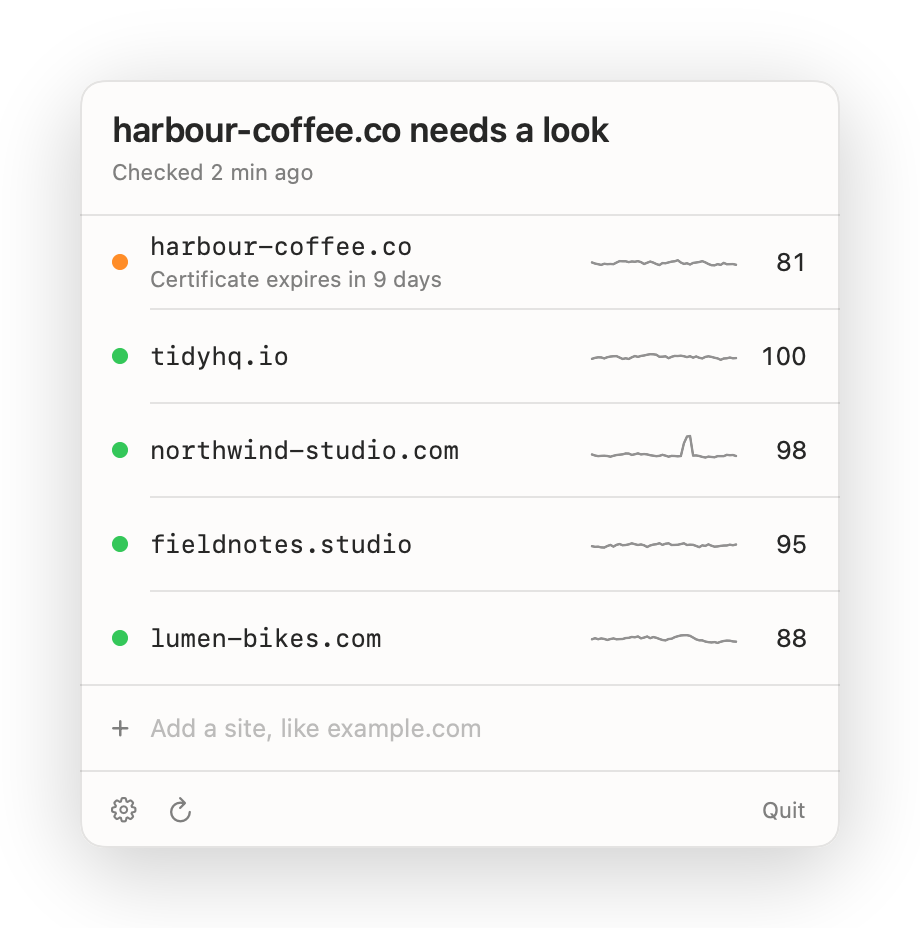 harbour-coffee.co needs a look
Checked 2 min ago
harbour-coffee.co
Certificate expires in 9 days
81
tidyhq.io
100
northwind-studio.com
98
fieldnotes.studio
95
lumen-bikes.com
88
+ Add a site, like example.com
Quit